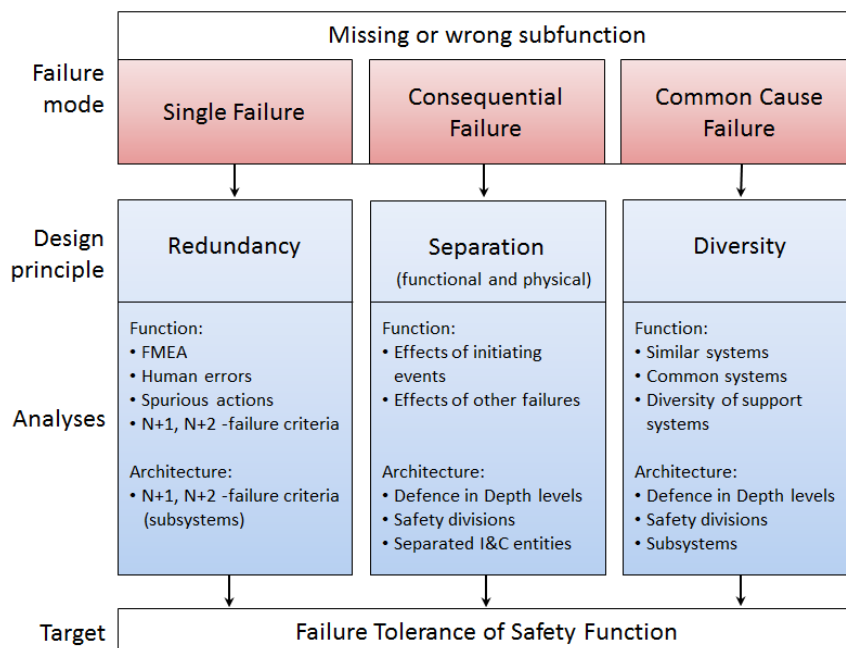 Missing or wrong subfunction
Failure
mode
Single Failure
Consequential
Failure
Common Cause
Failure
Design
principle
Redundancy
Separation
(functional and physical)
Diversity
Analyses
Function:
• FMEA
• Human errors
• Spurious actions
• N+1, N+2 -failure criteria
Architecture:
• N+1, N+2 -failure criteria
(subsystems)
Function:
• Effects of initiating
events
• Effects of other failures
Architecture:
• Defence in Depth levels
• Safety divisions
• Separated I&C entities
Function:
• Similar systems
• Common systems
• Diversity of support
systems
Architecture:
• Defence in Depth levels
• Safety divisions
• Subsystems
Target
Failure Tolerance of Safety Function